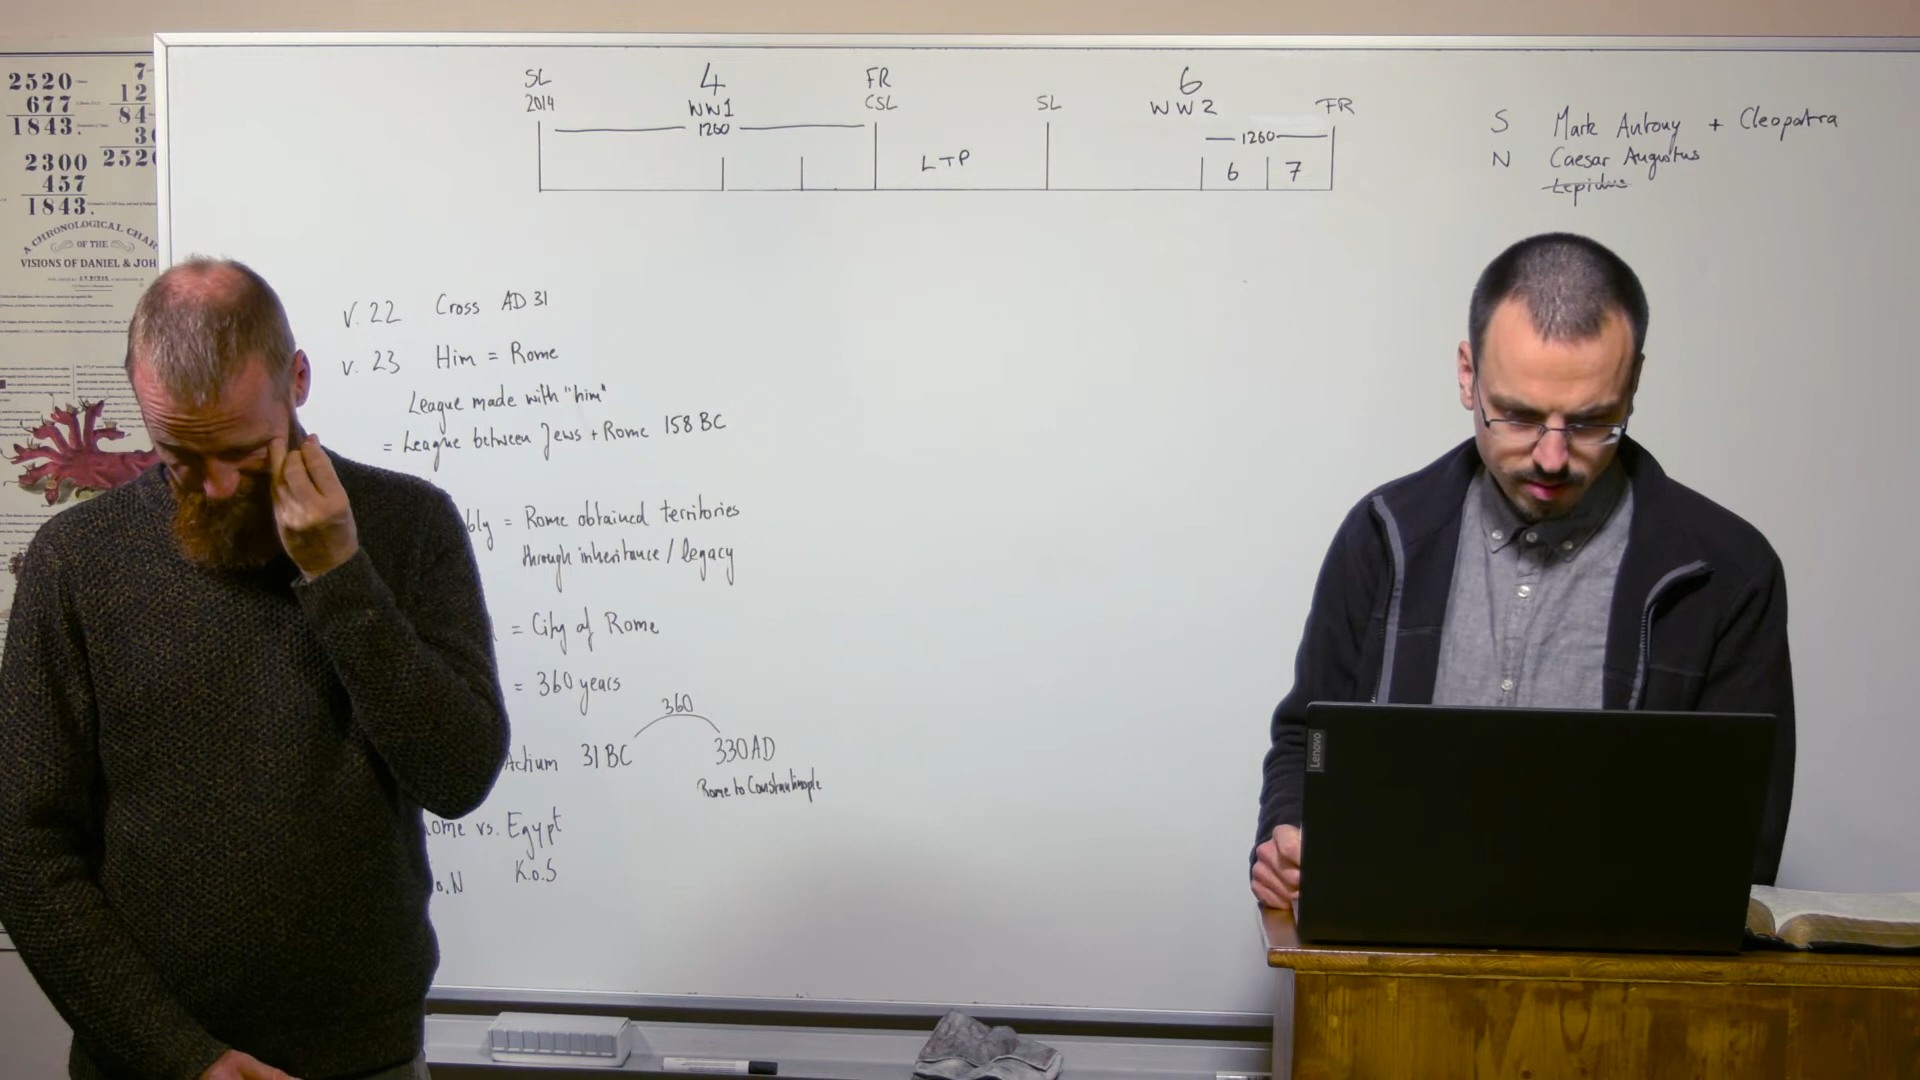 2520
677
1843.
7
12
84
2520
2300
457
1843.
A CHRONOLOGICAL CHAR
OF THE
VISIONS OF DANIEL & JOH
SL 4 FR 6
2014 WW1 CSL SL WW2 FR
1260 1260
LTP 6 7
S Mark Antony + Cleopatra
N Caesar Augustus
Lepidus
v. 22 Cross AD 31
v. 23 Him = Rome
League made with "him"
= League between Jews + Rome 158 BC
bly = Rome obtained territories
through inheritance / legacy
= City of Rome
= 360 years
360
Actium 31 BC 330 AD
Rome to Constantinople
ome vs. Egypt
o.N K.o.S
Lenovo